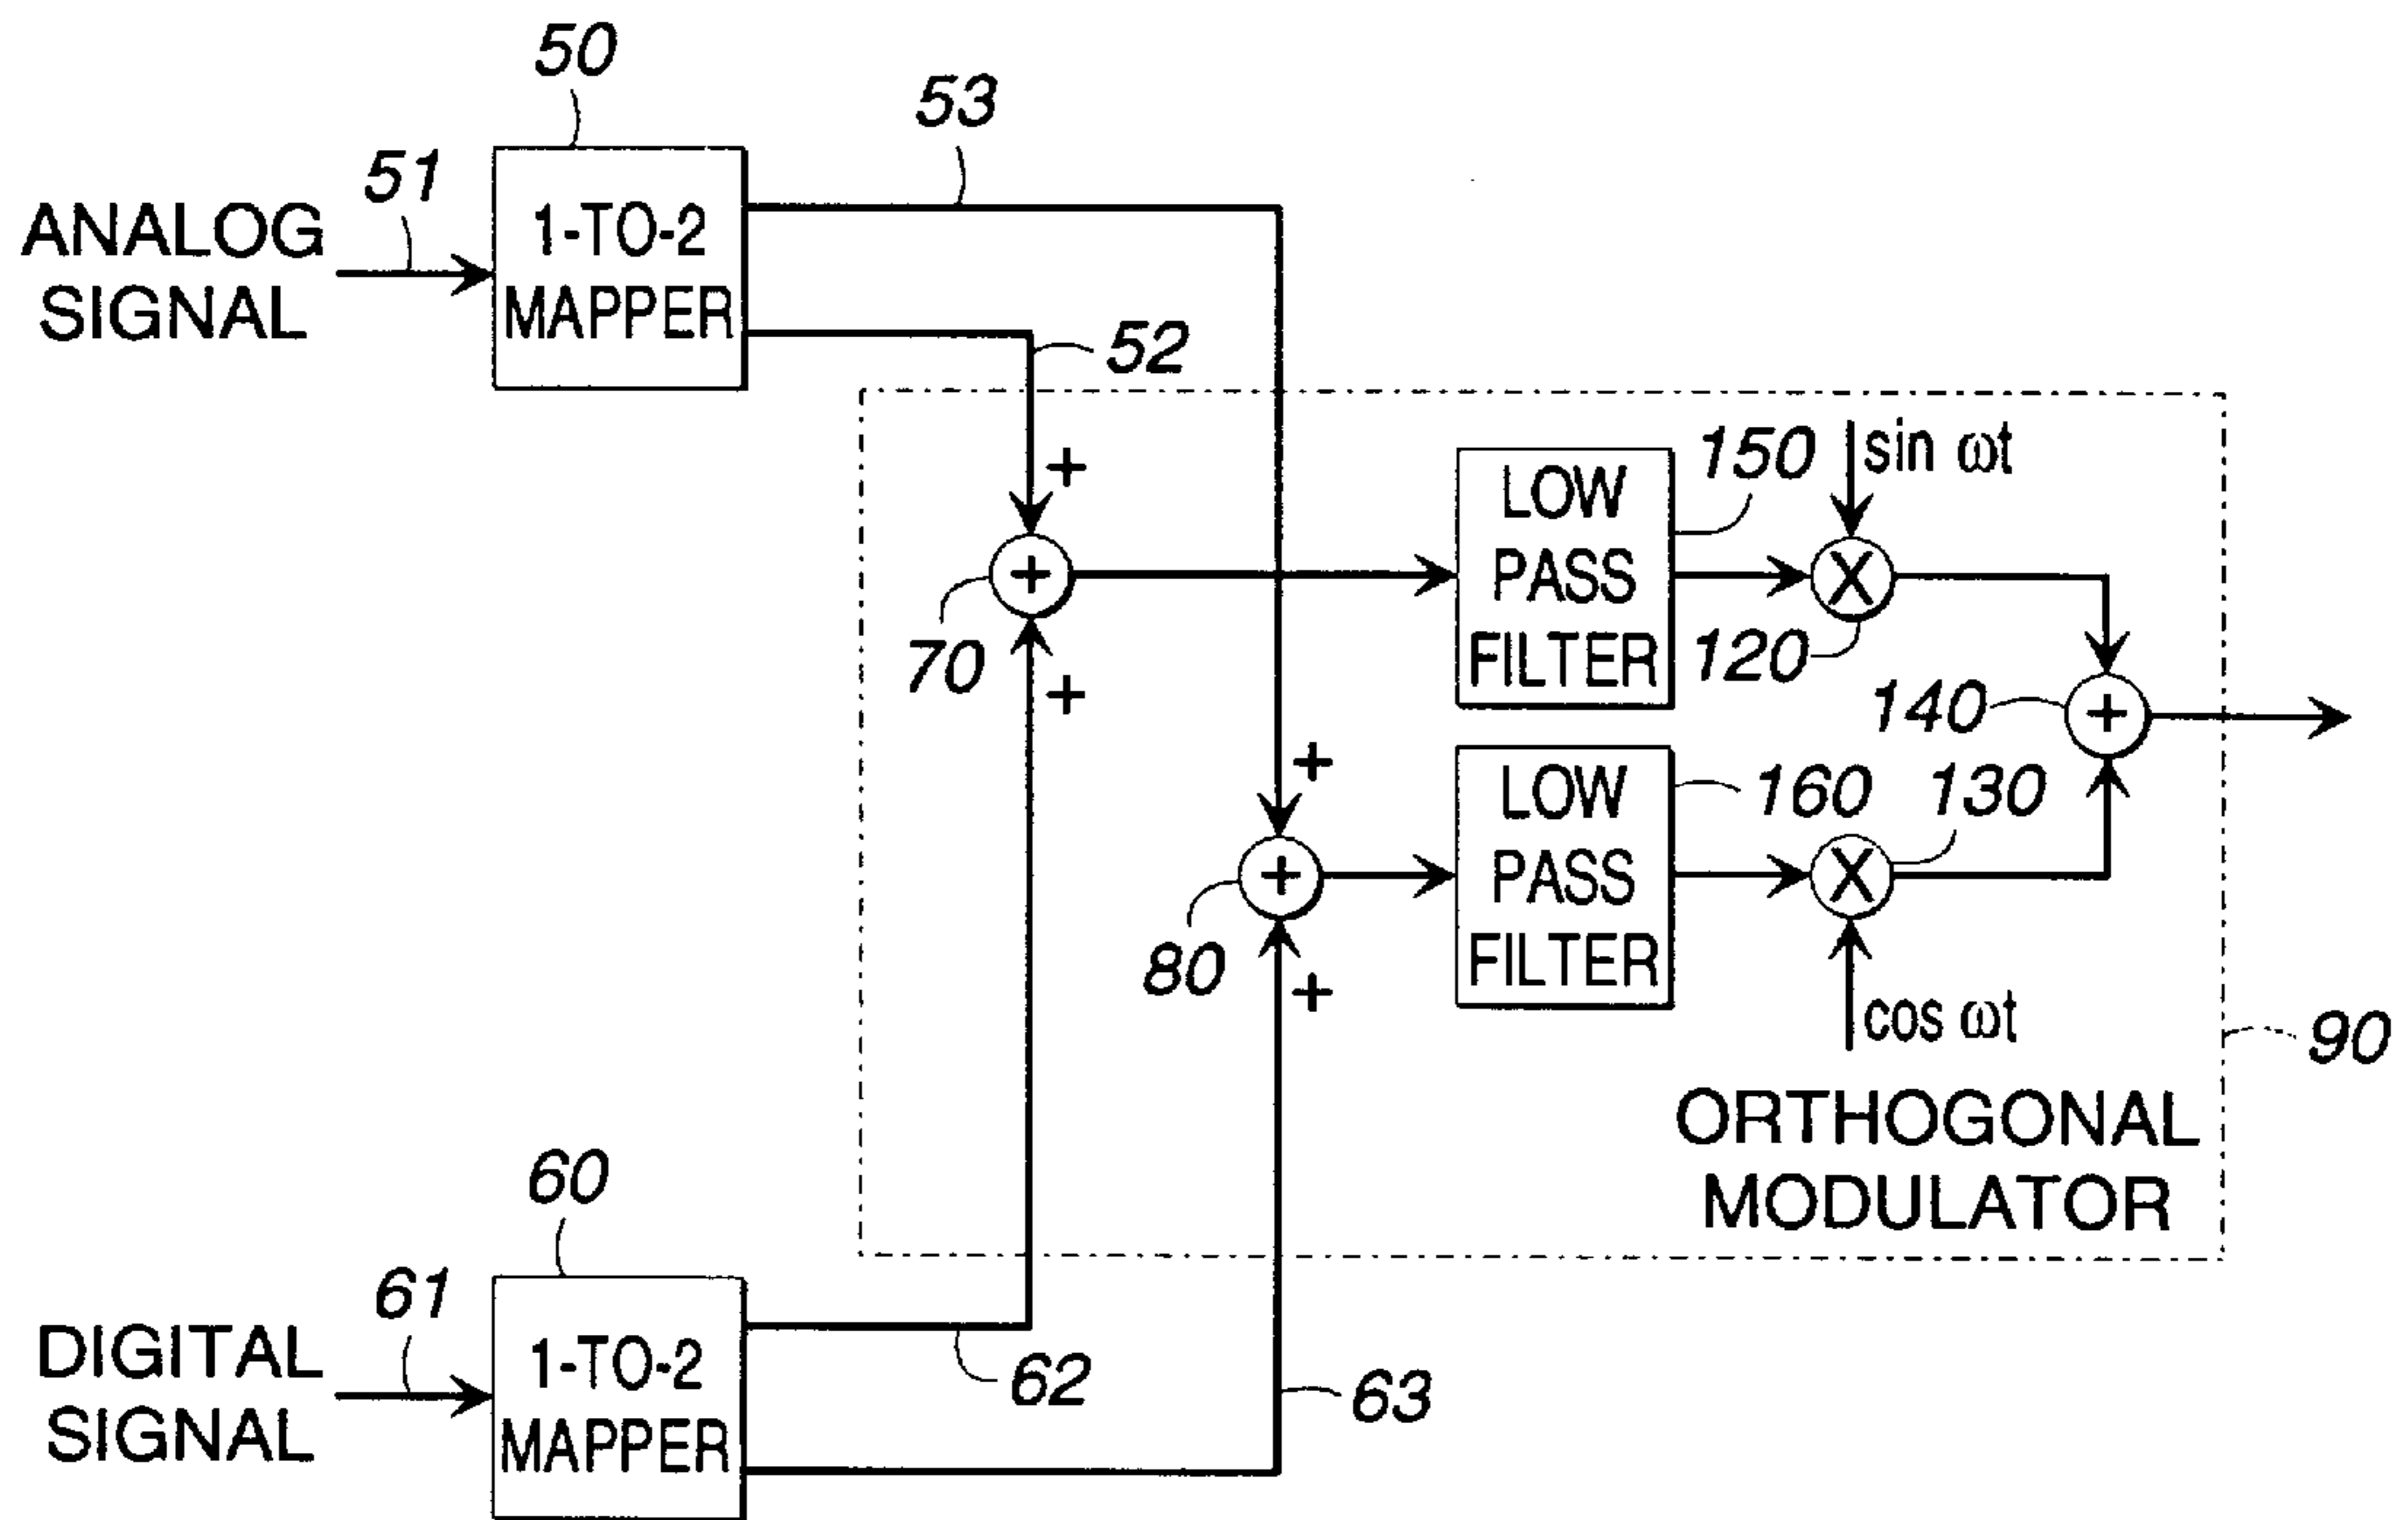 50
53
51
ANALOG
SIGNAL
1-TO-2
MAPPER
52
+
70
+
LOW
PASS
FILTER
150
sin ωt
X
120
+
140
+
+
80
+
+
LOW
PASS
FILTER
160
130
X
cos ωt
90
ORTHOGONAL
MODULATOR
60
61
DIGITAL
SIGNAL
1-TO-2
MAPPER
62
63